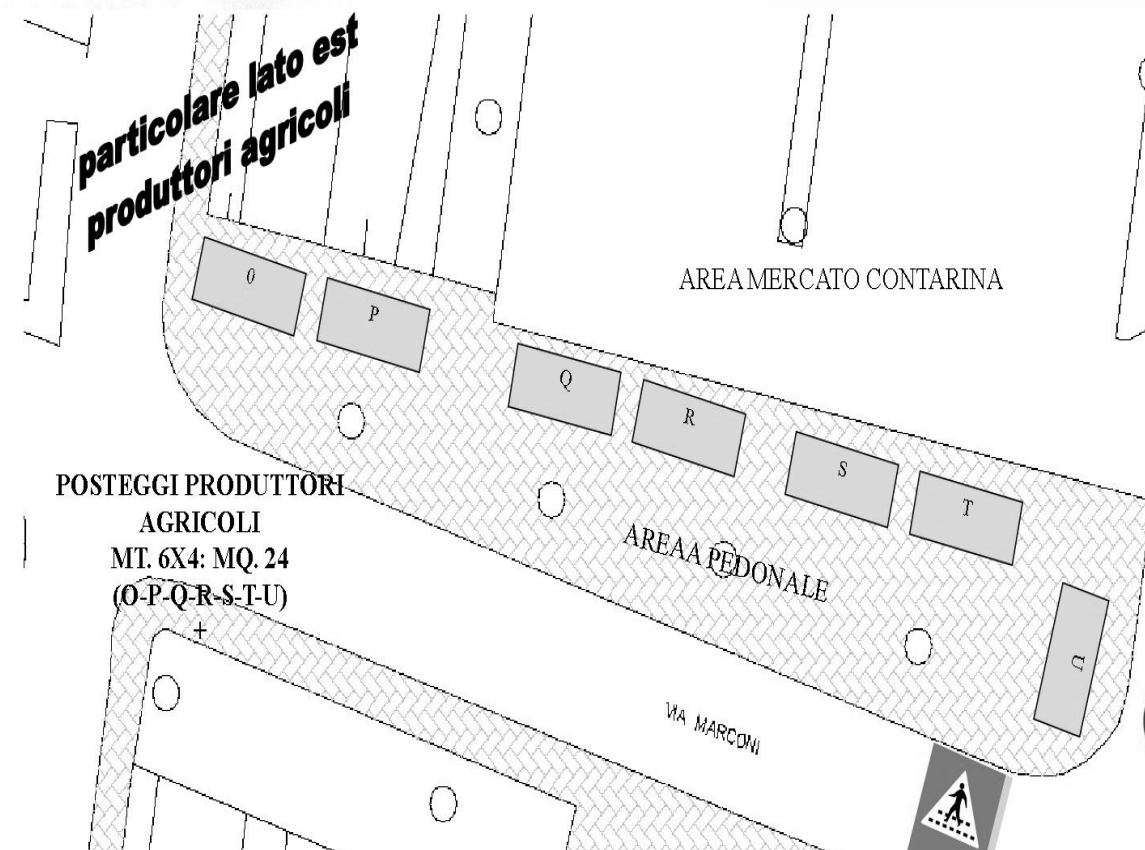 particolare lato est
produttori agricoli
AREA MERCATO CONTARINA
0
P
Q
R
S
T
U
POSTEGGI PRODUTTORI
AGRICOLI
MT. 6X4: MQ. 24
(O-P-Q-R-S-T-U)
+
AREAA PEDONALE
VIA MARCONI